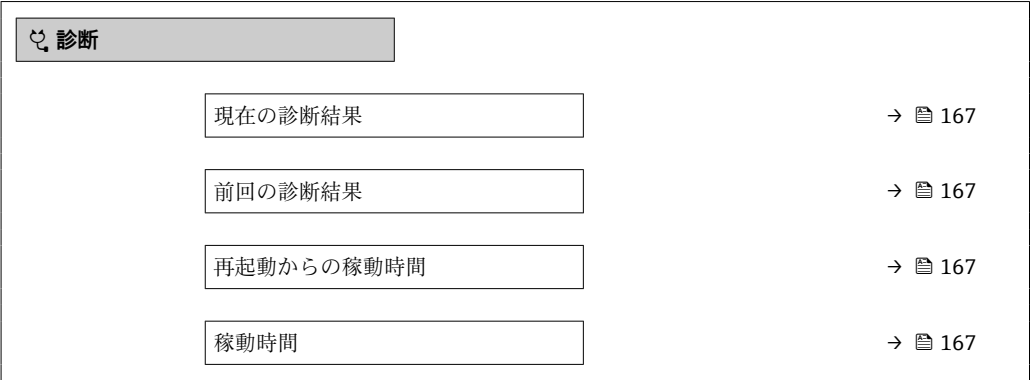 診断
現在の診断結果 → 167
前回の診断結果 → 167
再起動からの稼動時間 → 167
稼動時間 → 167